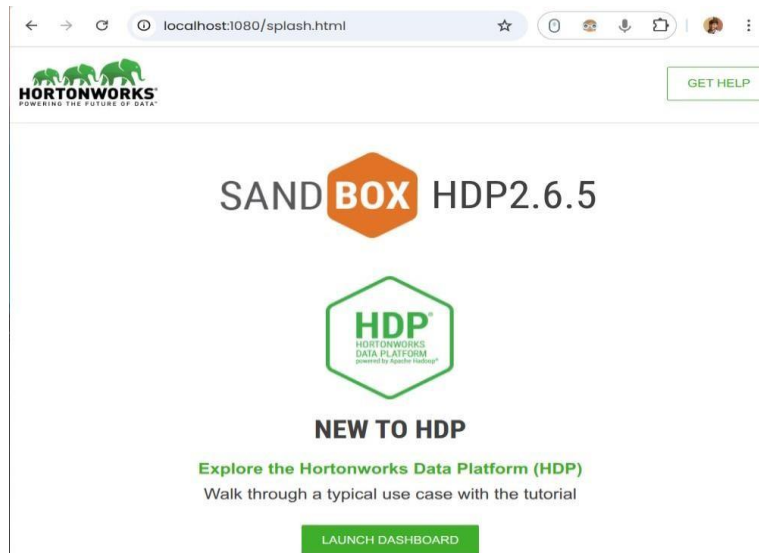 localhost:1080/splash.html
HORTONWORKS®
POWERING THE FUTURE OF DATA®
GET HELP
SANDBOX HDP2.6.5
HDP®
HORTONWORKS
DATA PLATFORM
powered by Apache Hadoop®
NEW TO HDP
Explore the Hortonworks Data Platform (HDP)
Walk through a typical use case with the tutorial
LAUNCH DASHBOARD